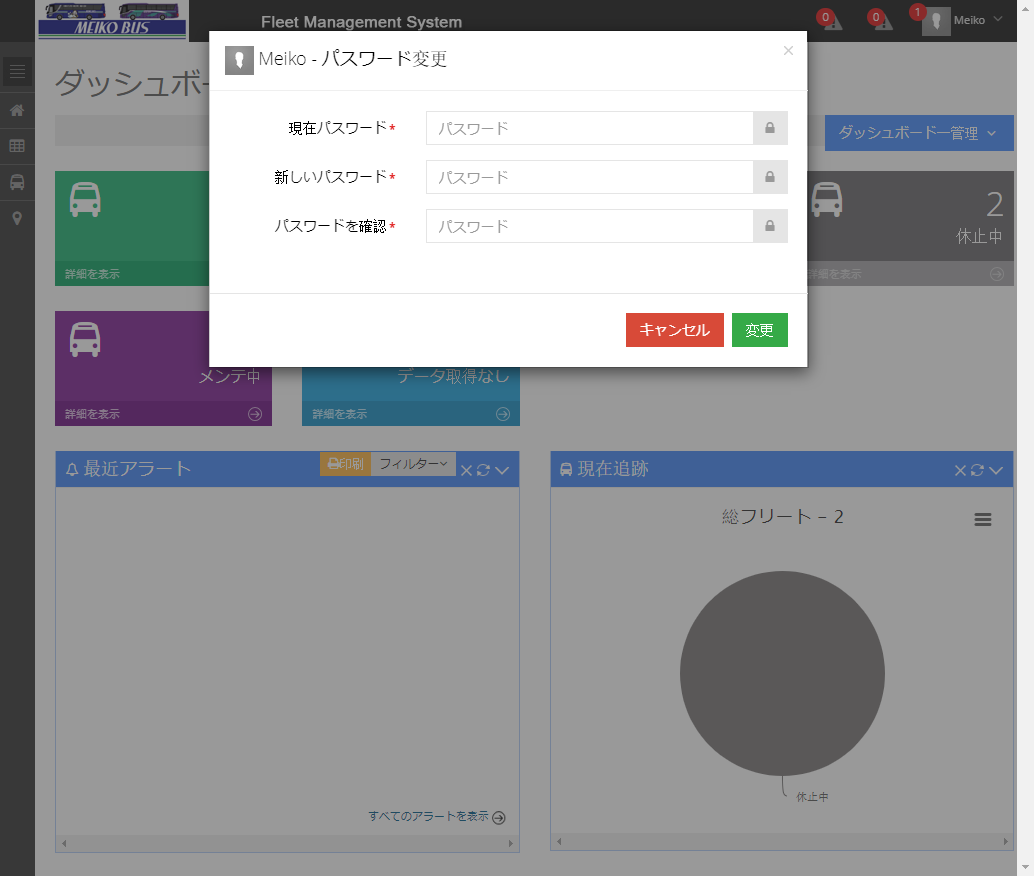 MEIKO BUS
Fleet Management System
0
0
1
Meiko
Meiko - パスワード変更
×
ダッシュボー
現在パスワード*
パスワード
新しいパスワード*
パスワード
パスワードを確認*
パスワード
キャンセル
変更
ダッシュボード一管理
詳細を表示
2
休止中
詳細を表示
メンテ中
詳細を表示
データ取得なし
詳細を表示
最近アラート
印刷
フィルター
現在追跡
総フリート - 2
休止中
すべてのアラートを表示